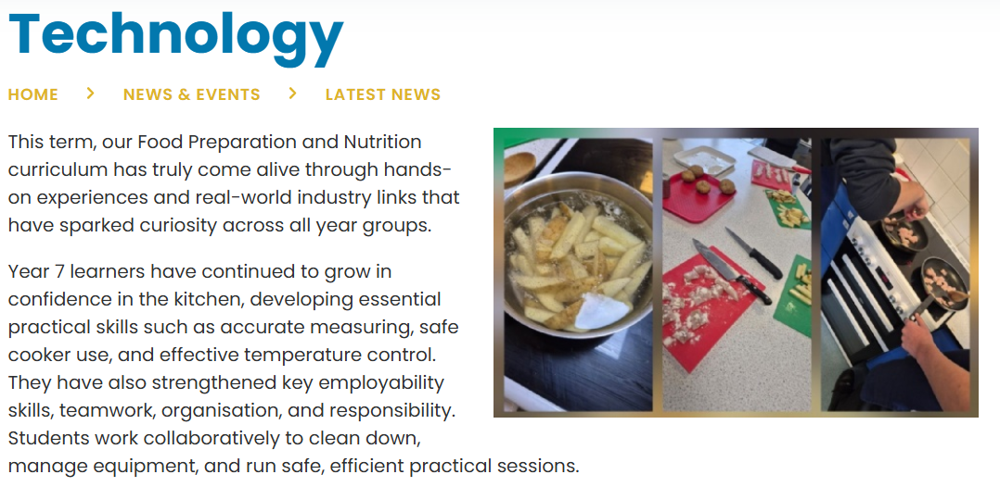 Technology
HOME > NEWS & EVENTS > LATEST NEWS
This term, our Food Preparation and Nutrition
curriculum has truly come alive through hands-
on experiences and real-world industry links that
have sparked curiosity across all year groups.
Year 7 learners have continued to grow in
confidence in the kitchen, developing essential
practical skills such as accurate measuring, safe
cooker use, and effective temperature control.
They have also strengthened key employability
skills, teamwork, organisation, and responsibility.
Students work collaboratively to clean down,
manage equipment, and run safe, efficient practical sessions.